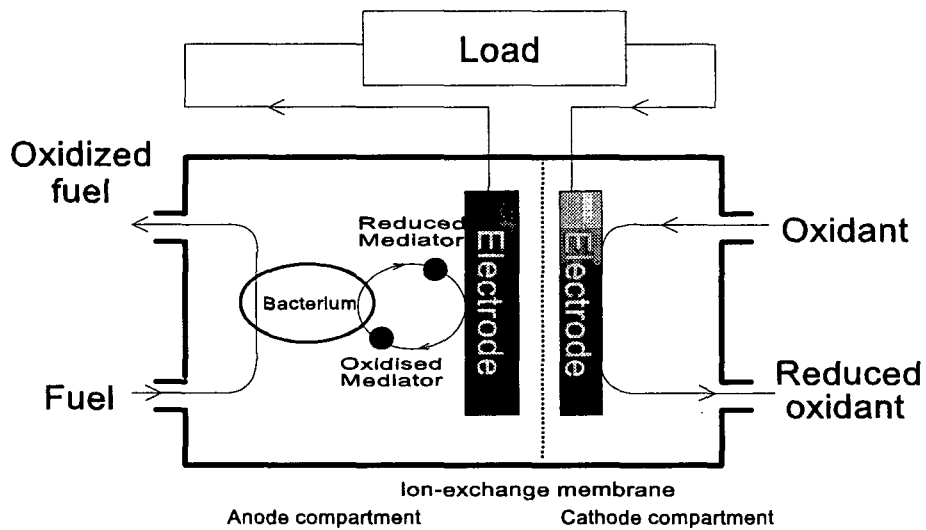 Load
Oxidized
fuel
Reduced
Mediator
Electrode
Electrode
Oxidant
Bacterium
Oxidised
Mediator
Fuel
Reduced
oxidant
Ion-exchange membrane
Anode compartment
Cathode compartment